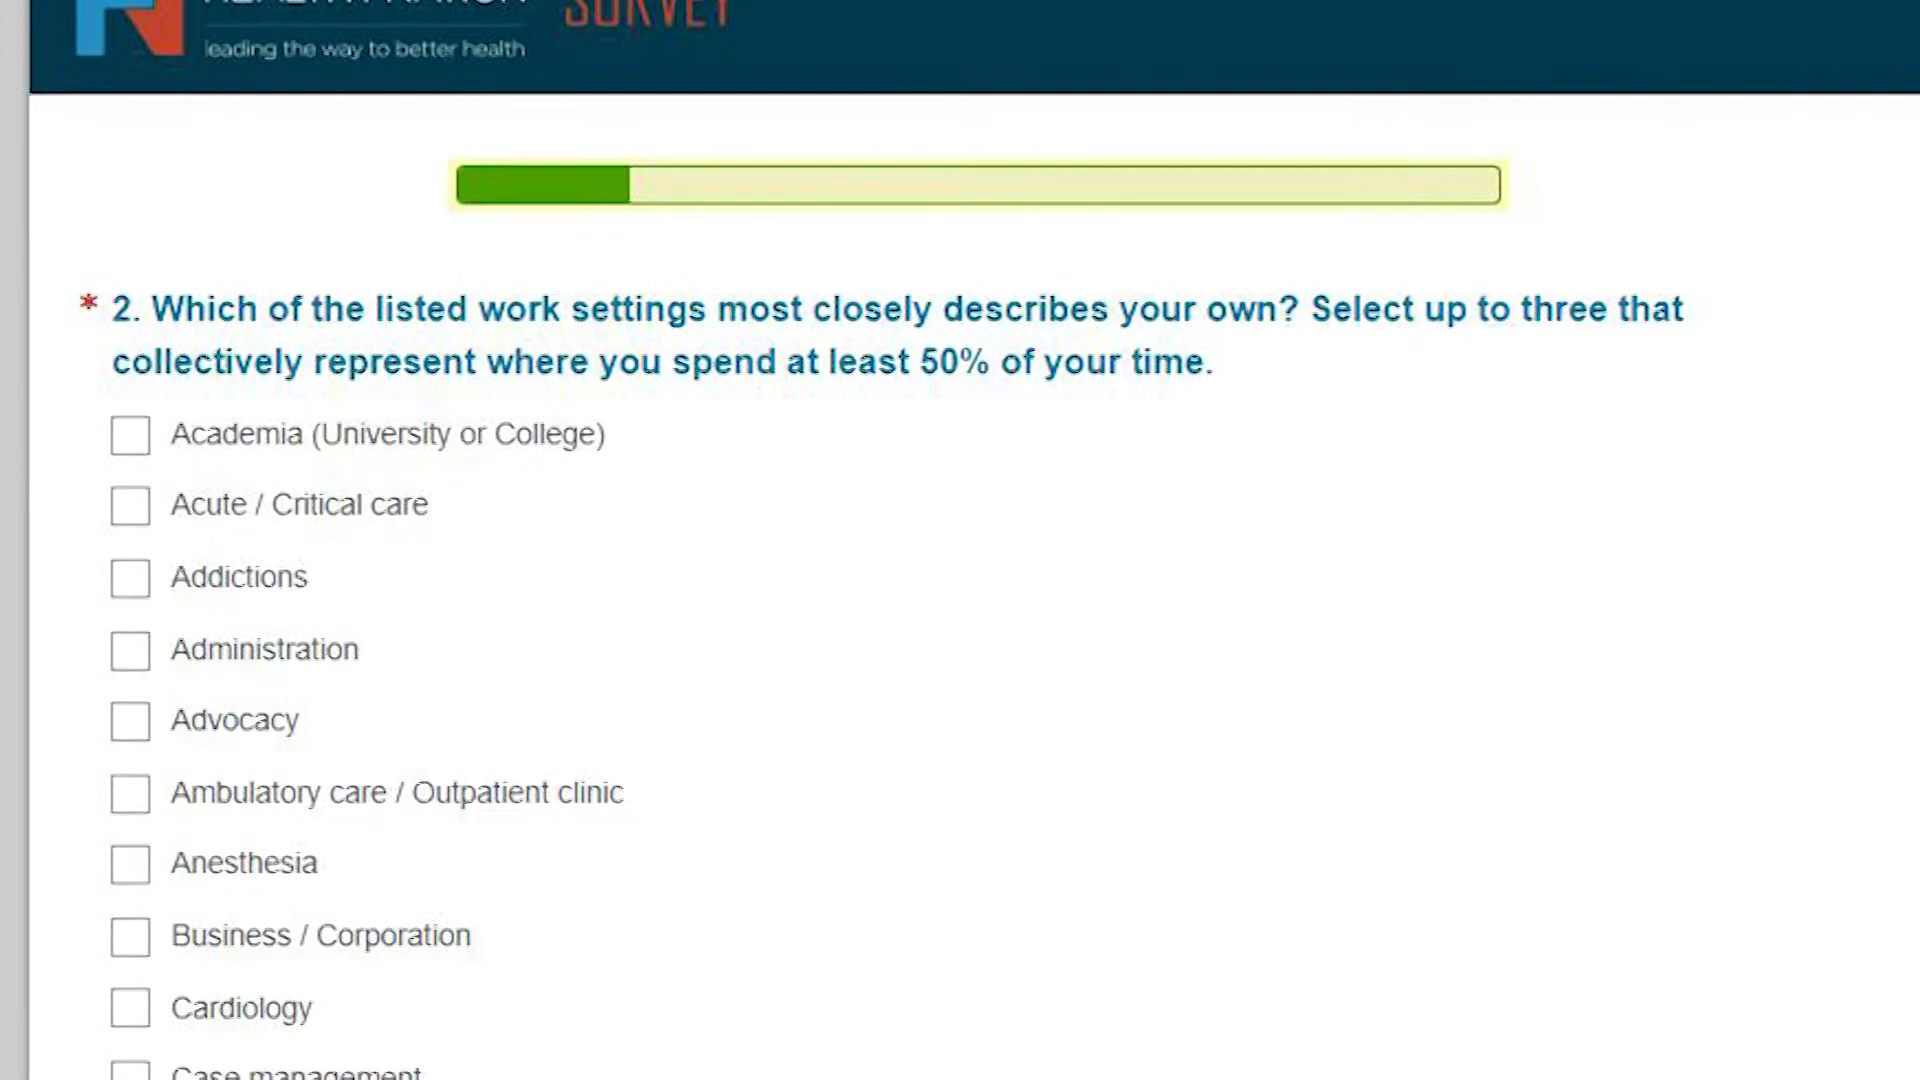 SURVEY
leading the way to better health
* 2. Which of the listed work settings most closely describes your own? Select up to three that
collectively represent where you spend at least 50% of your time.
Academia (University or College)
Acute / Critical care
Addictions
Administration
Advocacy
Ambulatory care / Outpatient clinic
Anesthesia
Business / Corporation
Cardiology
Case management